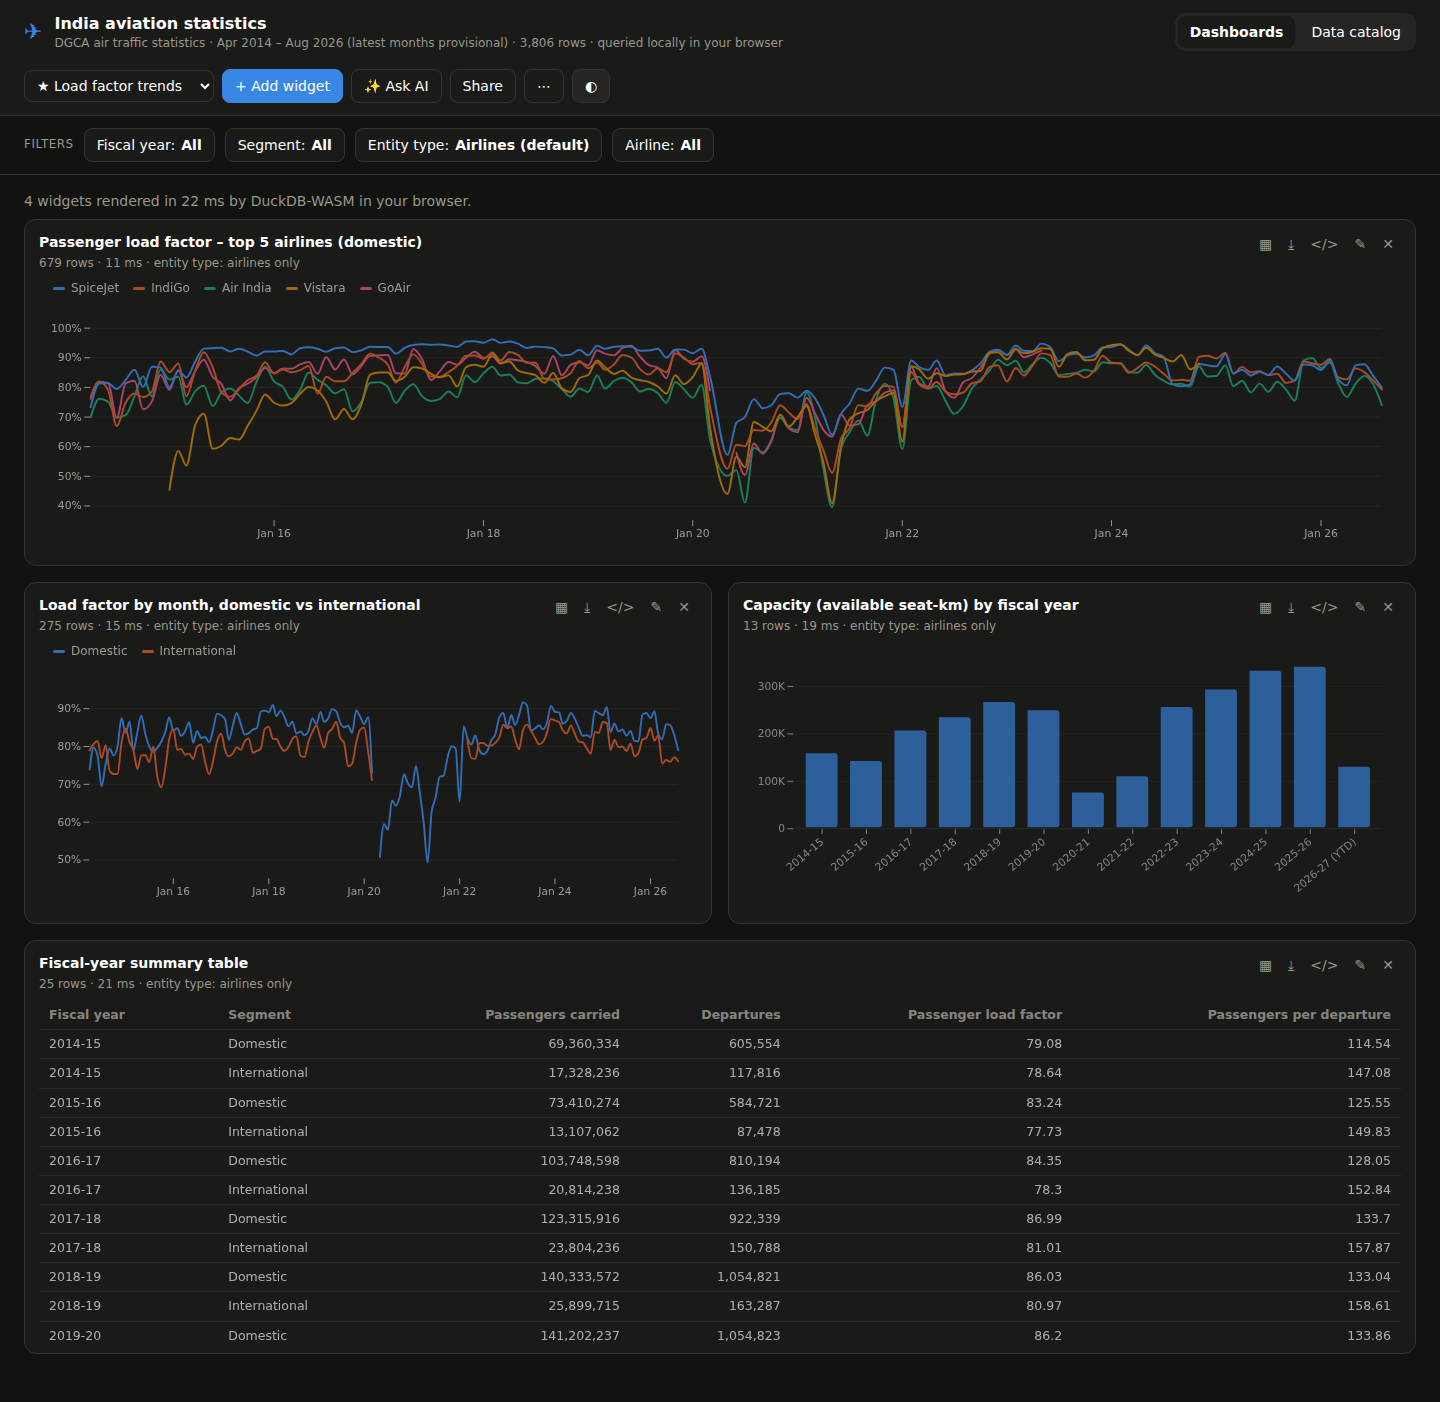 ✈ India aviation statistics
DGCA air traffic statistics · Apr 2014 – Aug 2026 (latest months provisional) · 3,806 rows · queried locally in your browser
Dashboards Data catalog
★ Load factor trends + Add widget ✨ Ask AI Share ⋯ ◐
FILTERS Fiscal year: All Segment: All Entity type: Airlines (default) Airline: All
4 widgets rendered in 22 ms by DuckDB-WASM in your browser.
Passenger load factor – top 5 airlines (domestic)
▦ ⤓ </> ✎ ✕
679 rows · 11 ms · entity type: airlines only
SpiceJet IndiGo Air India Vistara GoAir
100%
90%
80%
70%
60%
50%
40%
Jan 16 Jan 18 Jan 20 Jan 22 Jan 24 Jan 26
Load factor by month, domestic vs international
▦ ⤓ </> ✎ ✕
275 rows · 15 ms · entity type: airlines only
Domestic International
90%
80%
70%
60%
50%
Jan 16 Jan 18 Jan 20 Jan 22 Jan 24 Jan 26
Capacity (available seat-km) by fiscal year
▦ ⤓ </> ✎ ✕
13 rows · 19 ms · entity type: airlines only
300K
200K
100K
0
2014-15 2015-16 2016-17 2017-18 2018-19 2019-20 2020-21 2021-22 2022-23 2023-24 2024-25 2025-26 2026-27 (YTD)
Fiscal-year summary table
▦ ⤓ </> ✎ ✕
25 rows · 21 ms · entity type: airlines only
Fiscal year Segment Passengers carried Departures Passenger load factor Passengers per departure
2014-15 Domestic 69,360,334 605,554 79.08 114.54
2014-15 International 17,328,236 117,816 78.64 147.08
2015-16 Domestic 73,410,274 584,721 83.24 125.55
2015-16 International 13,107,062 87,478 77.73 149.83
2016-17 Domestic 103,748,598 810,194 84.35 128.05
2016-17 International 20,814,238 136,185 78.3 152.84
2017-18 Domestic 123,315,916 922,339 86.99 133.7
2017-18 International 23,804,236 150,788 81.01 157.87
2018-19 Domestic 140,333,572 1,054,821 86.03 133.04
2018-19 International 25,899,715 163,287 80.97 158.61
2019-20 Domestic 141,202,237 1,054,823 86.2 133.86